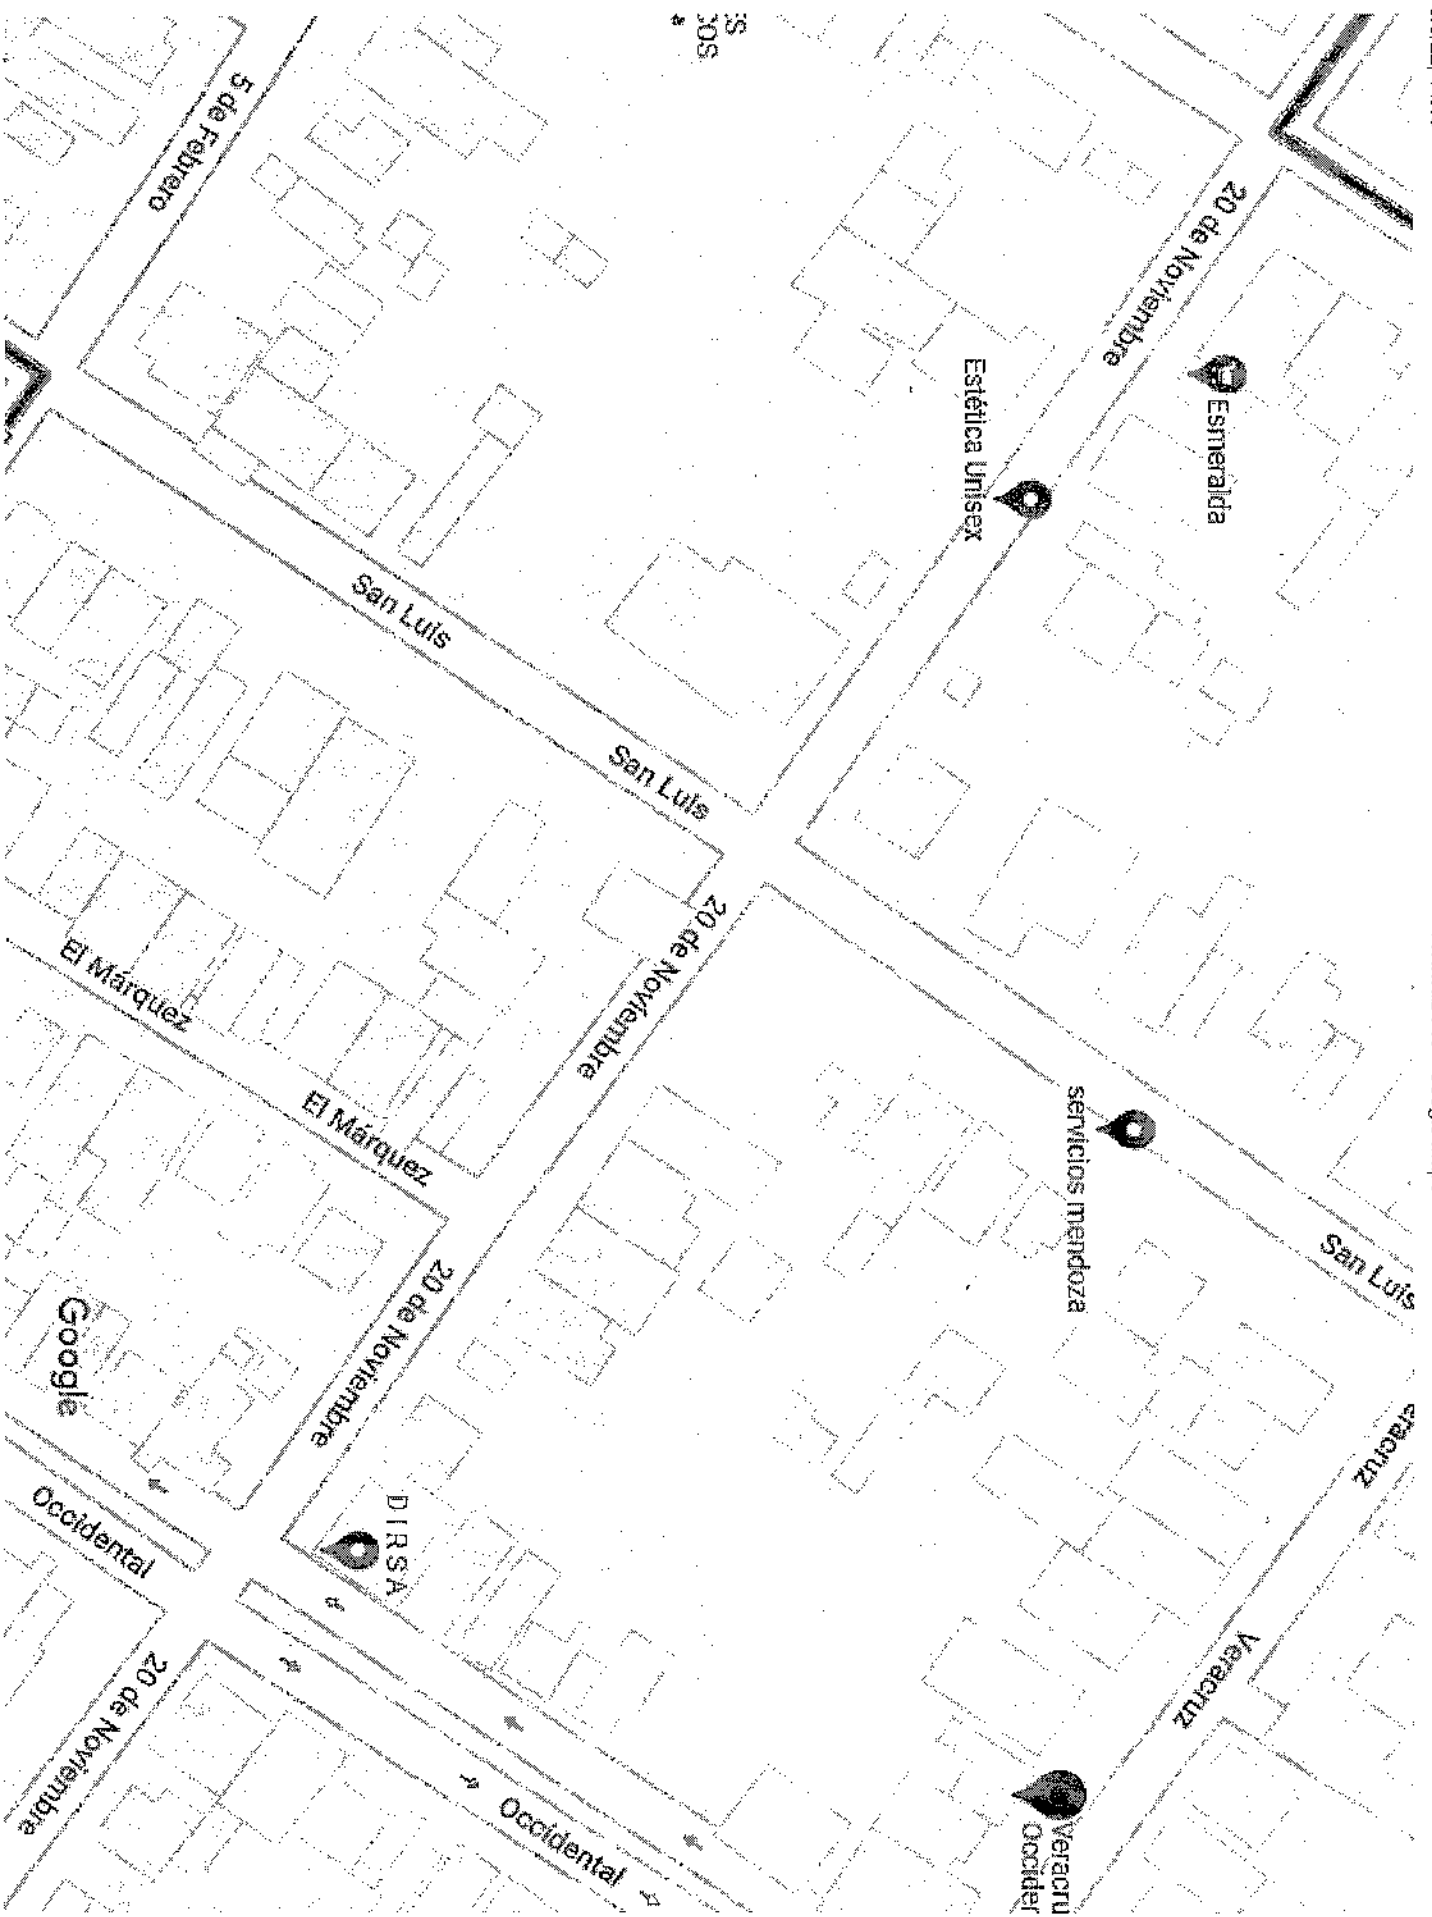 5 de Febrero
20 de Noviembre
Esmeralda
Estética Unisex
San Luis
San Luis
20 de Noviembre
El Márquez
El Márquez
servicios mendoza
San Luis
20 de Noviembre
Google
Occidental
D I R S A
Veracruz
20 de Noviembre
Occidental